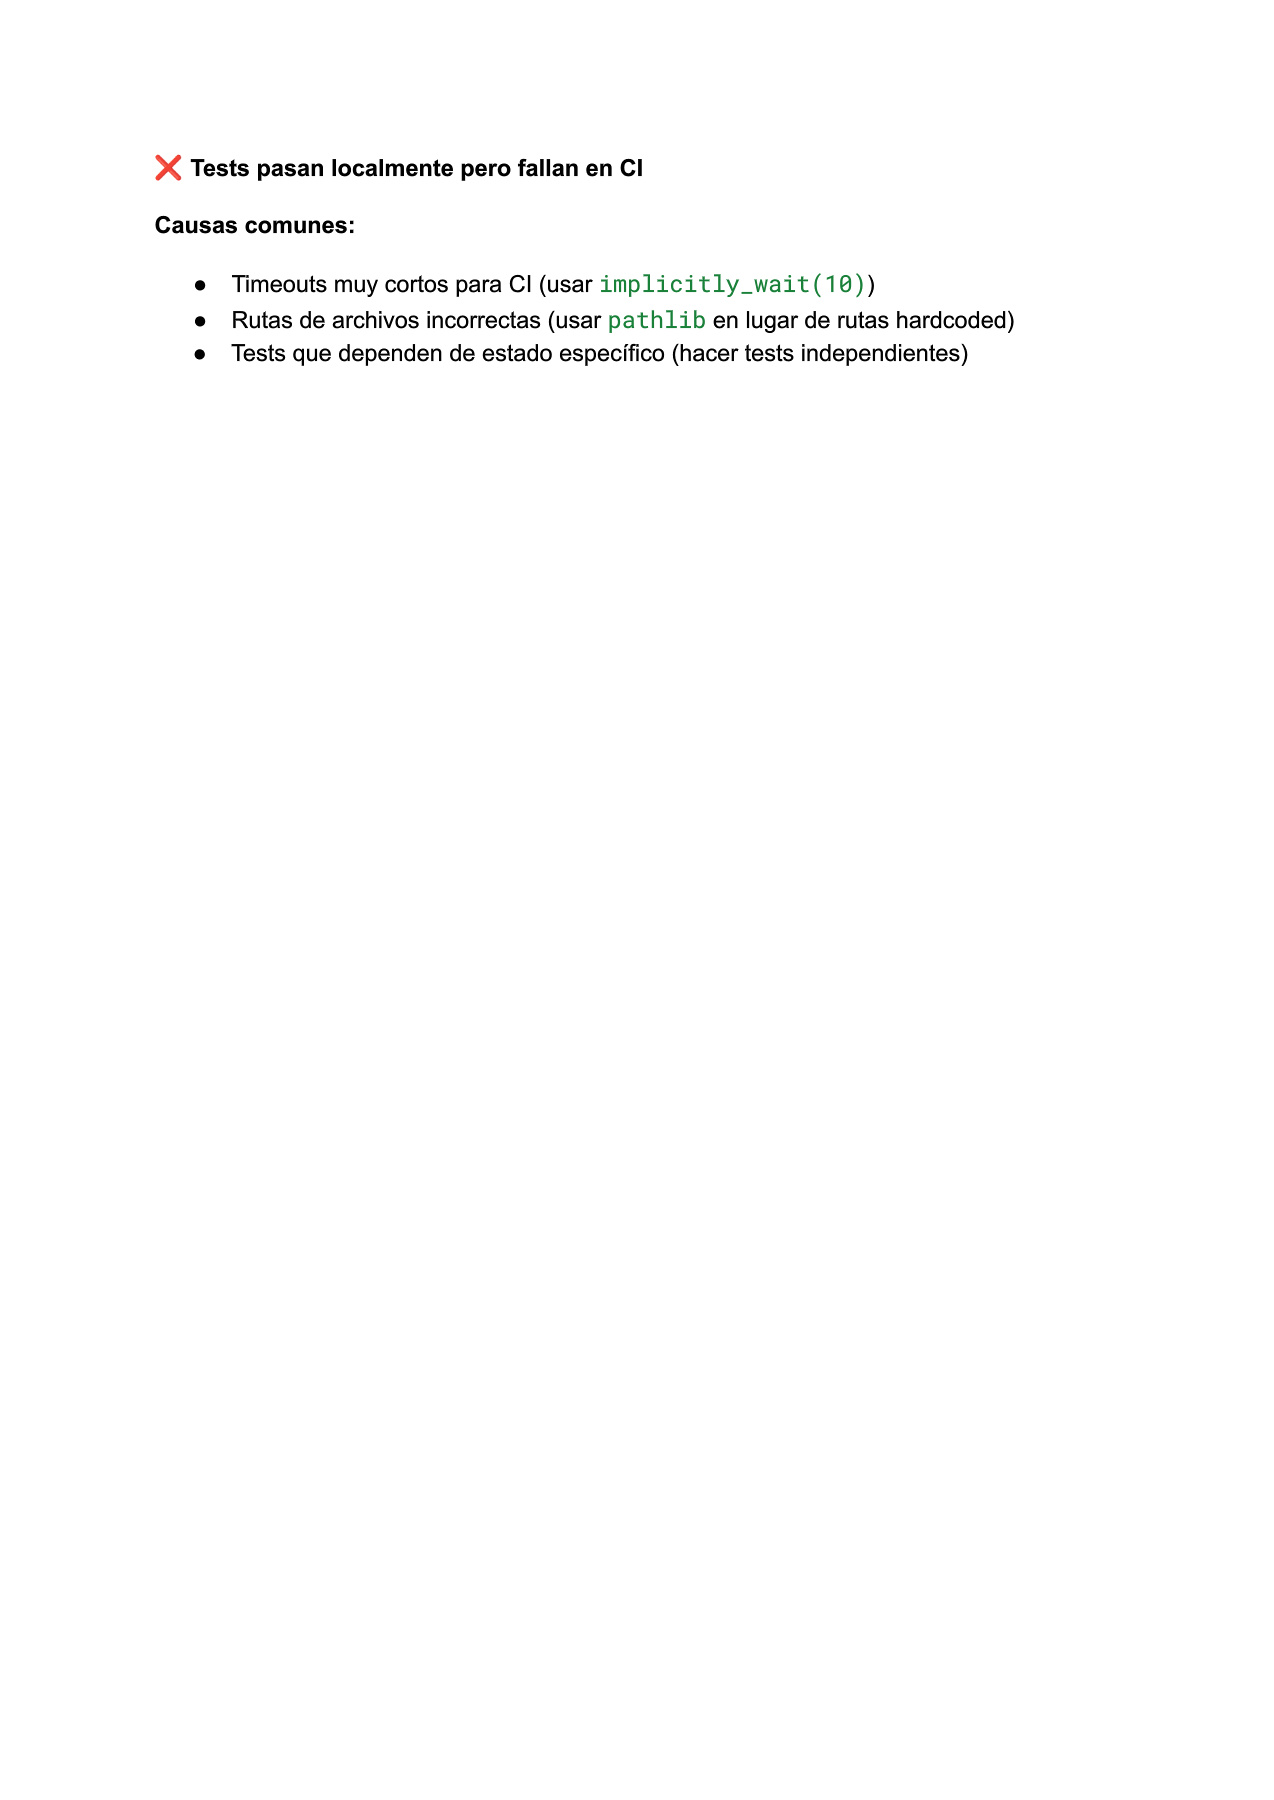 ❌ Tests pasan localmente pero fallan en CI
Causas comunes:
● Timeouts muy cortos para CI (usar implicitly_wait(10))
● Rutas de archivos incorrectas (usar pathlib en lugar de rutas hardcoded)
● Tests que dependen de estado específico (hacer tests independientes)